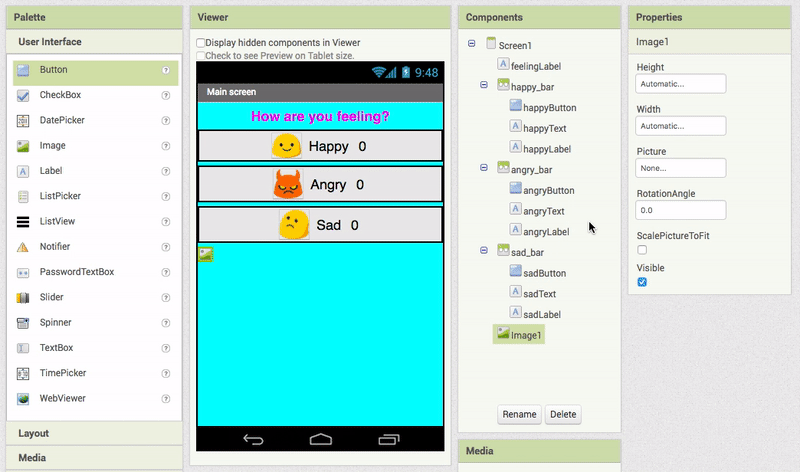 Palette
User Interface
Button
CheckBox
DatePicker
Image
Label
ListPicker
ListView
Notifier
PasswordTextBox
Slider
Spinner
TextBox
TimePicker
WebViewer
Layout
Media
Viewer
Display hidden components in Viewer
Check to see Preview on Tablet size.
9:48
Main screen
How are you feeling?
Happy 0
Angry 0
Sad 0
Components
Screen1
A feelingLabel
happy_bar
happyButton
A happyText
A happyLabel
angry_bar
angryButton
A angryText
A angryLabel
sad_bar
sadButton
A sadText
A sadLabel
Image1
Rename Delete
Media
Properties
Image1
Height
Automatic...
Width
Automatic...
Picture
None...
RotationAngle
0.0
ScalePictureToFit
Visible